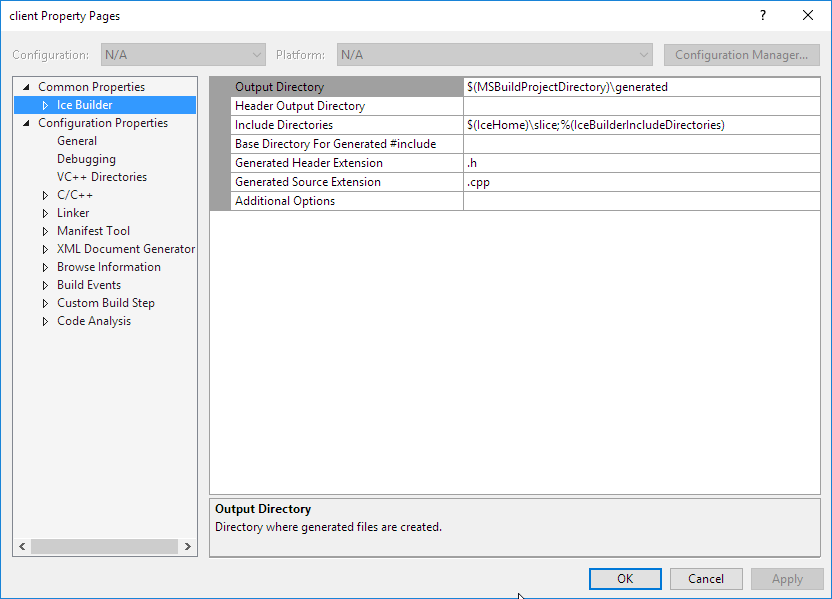 client Property Pages
?
Configuration: N/A Platform: N/A Configuration Manager...
Common Properties
Ice Builder
Configuration Properties
General
Debugging
VC++ Directories
C/C++
Linker
Manifest Tool
XML Document Generator
Browse Information
Build Events
Custom Build Step
Code Analysis
Output Directory $(MSBuildProjectDirectory)\generated
Header Output Directory
Include Directories $(IceHome)\slice;%(IceBuilderIncludeDirectories)
Base Directory For Generated #include
Generated Header Extension .h
Generated Source Extension .cpp
Additional Options
Output Directory
Directory where generated files are created.
OK Cancel Apply